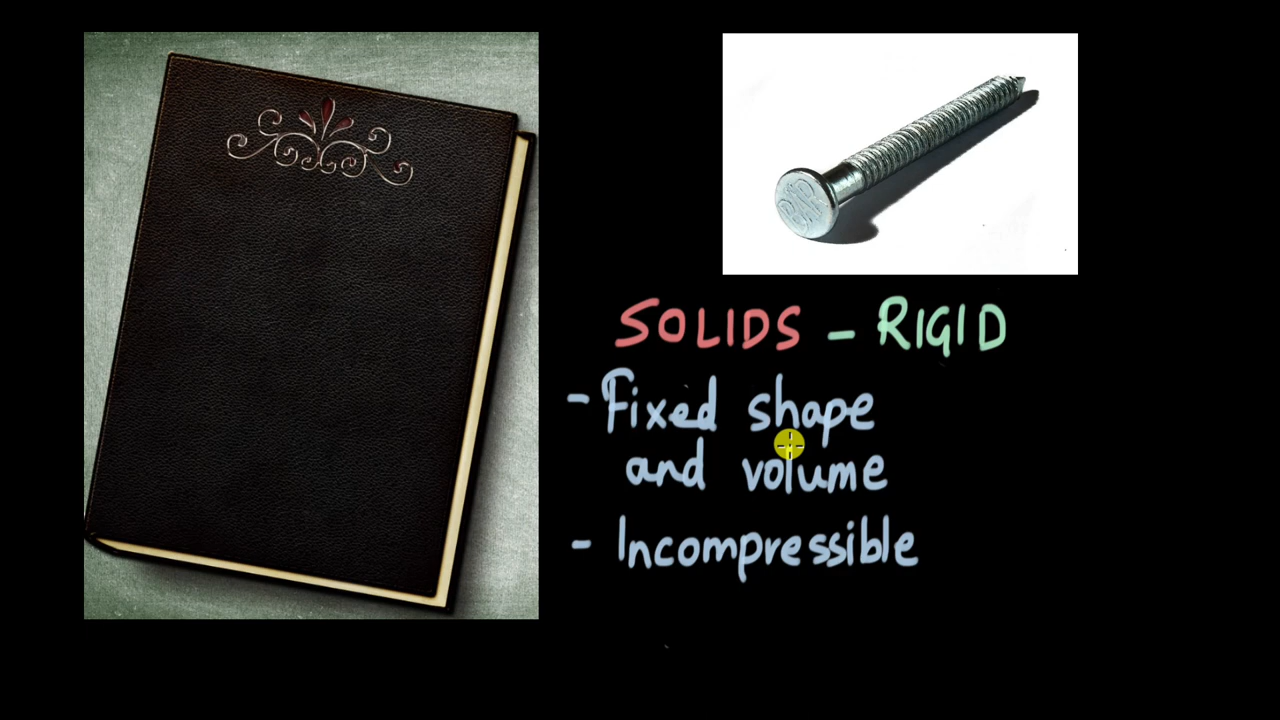 SOLIDS - RIGID
- Fixed shape
and volume
- Incompressible